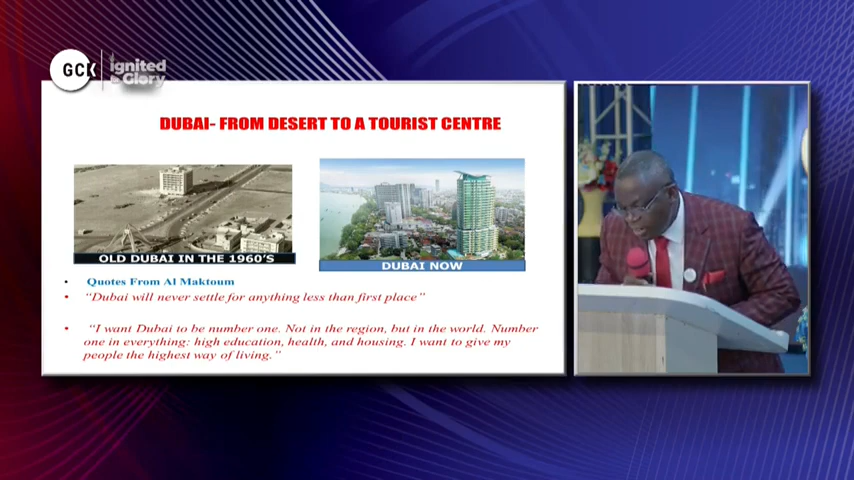 GCK
Ignited
Glory
DUBAI- FROM DESERT TO A TOURIST CENTRE
OLD DUBAI IN THE 1960'S
DUBAI NOW
• Quotes From Al Maktoum
• "Dubai will never settle for anything less than first place"
• "I want Dubai to be number one. Not in the region, but in the world. Number
one in everything: high education, health, and housing. I want to give my
people the highest way of living."